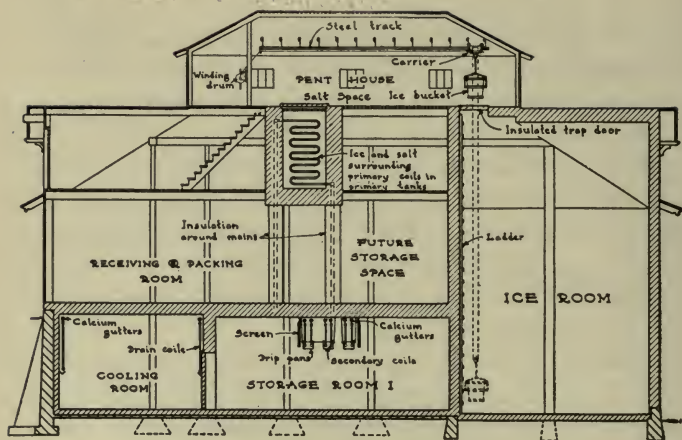 Steel track
Carrier
Winding
drum
PENT HOUSE
Salt Space
Ice bucket
Insulated trap door
Ice and salt
surrounding
primary coils in
primary tanks
Insulation
around mains
RECEIVING & PACKING
ROOM
FUTURE
STORAGE
SPACE
Ladder
ICE ROOM
Calcium
gutters
Drain coils
COOLING
ROOM
Screen
Calcium
gutters
Drip pans
Secondary coils
STORAGE ROOM 1